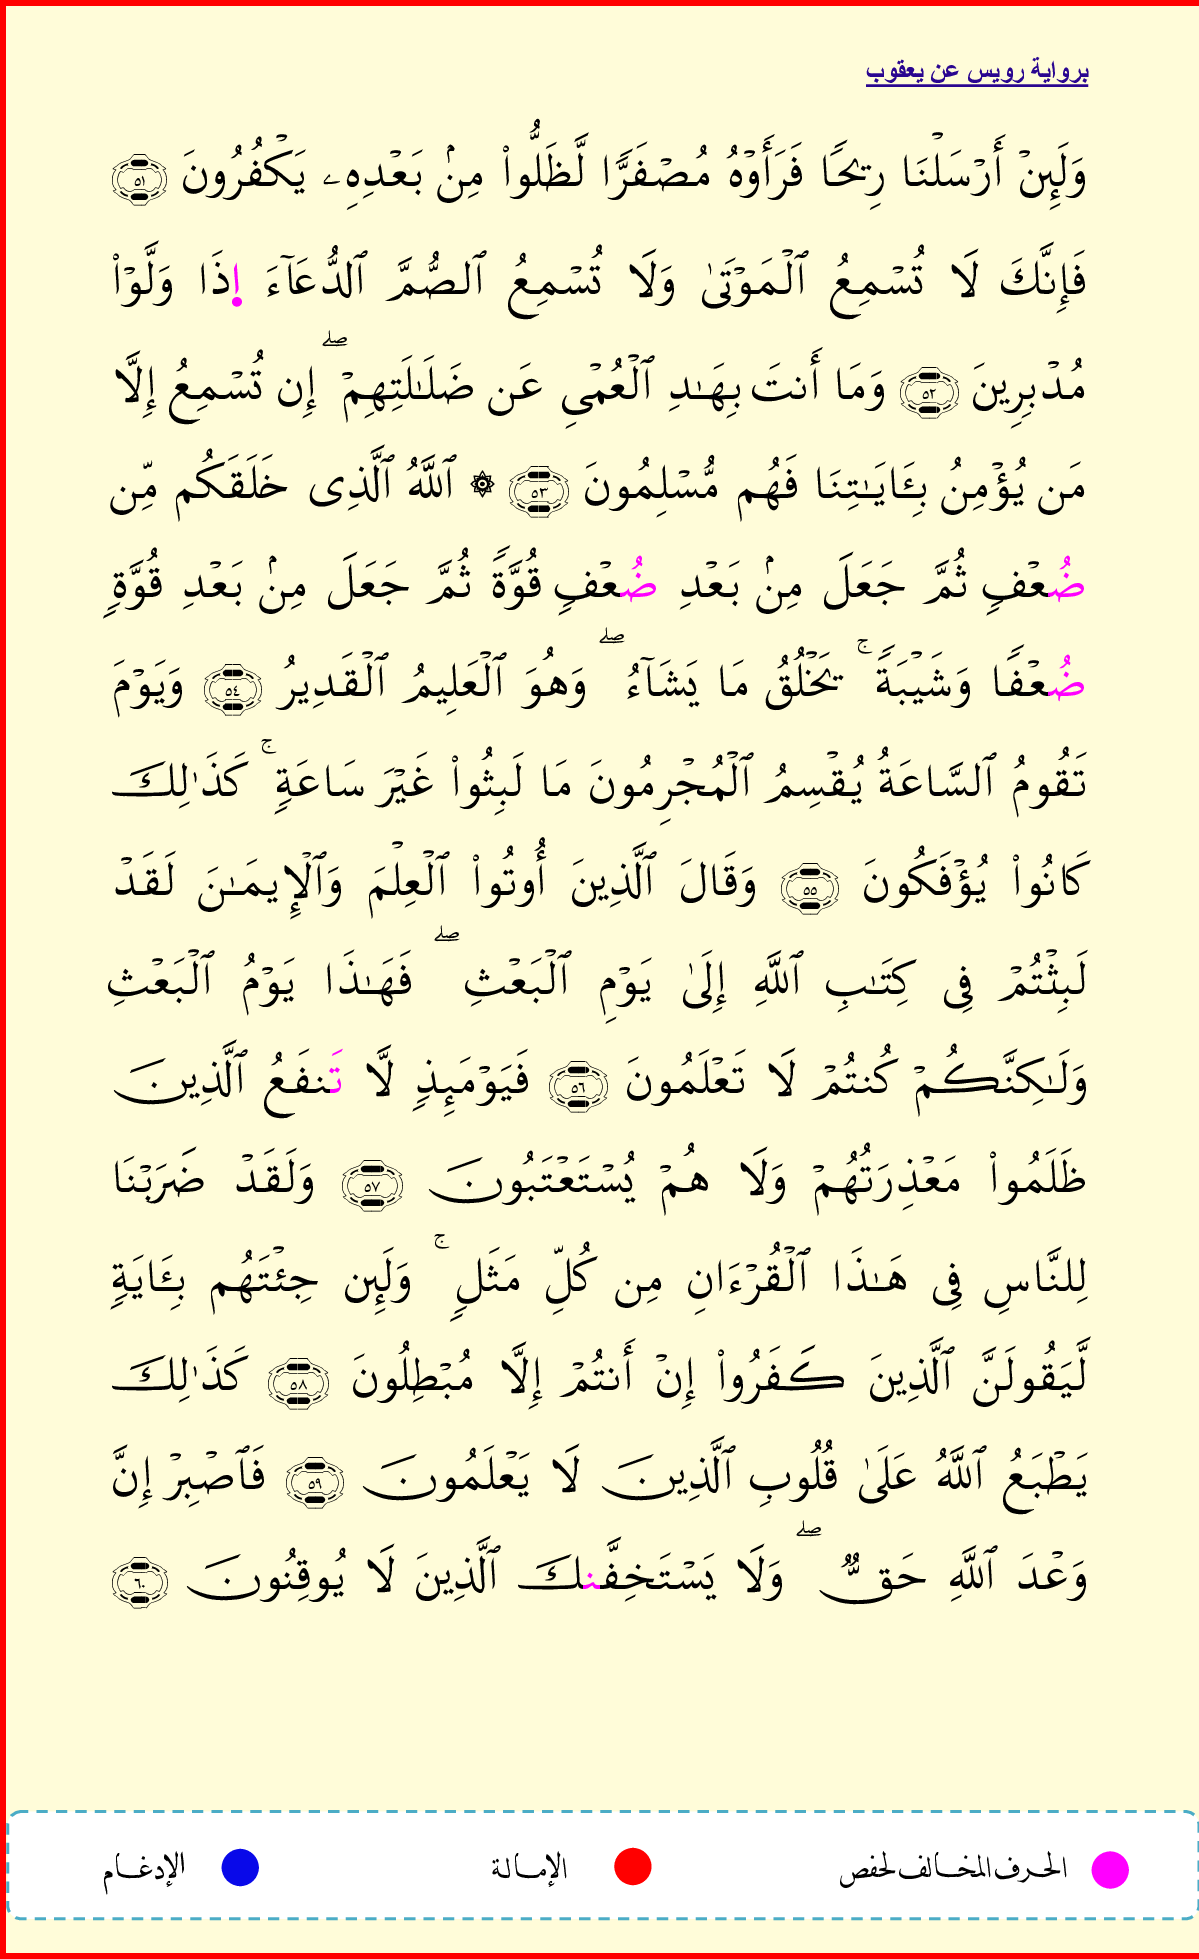 برواية رويس عن يعقوب
وَلَئِنْ أَرْسَلْنَا رِيحًا فَرَأَوْهُ مُصْفَرًّا لَّظَلُّوا۟ مِنۢ بَعْدِهِۦ يَكْفُرُونَ ٥١
فَإِنَّكَ لَا تُسْمِعُ ٱلْمَوْتَىٰ وَلَا تُسْمِعُ ٱلصُّمَّ ٱلدُّعَآءَ اِ۪ذَا وَلَّوْا۟
مُدْبِرِينَ ٥٢ وَمَا أَنتَ بِهَـٰدِ ٱلْعُمْىِ عَن ضَلَـٰلَتِهِمْ ۖ إِن تُسْمِعُ إِلَّا
مَن يُؤْمِنُ بِـَٔايَـٰتِنَا فَهُم مُّسْلِمُونَ ٥٣ ۞ ٱللَّهُ ٱلَّذِى خَلَقَكُم مِّن
ضُعْفٍ ثُمَّ جَعَلَ مِنۢ بَعْدِ ضُعْفٍ قُوَّةً ثُمَّ جَعَلَ مِنۢ بَعْدِ قُوَّةٍ
ضُعْفًا وَشَيْبَةً ۚ يَخْلُقُ مَا يَشَآءُ ۖ وَهُوَ ٱلْعَلِيمُ ٱلْقَدِيرُ ٥٤ وَيَوْمَ
تَقُومُ ٱلسَّاعَةُ يُقْسِمُ ٱلْمُجْرِمُونَ مَا لَبِثُوا۟ غَيْرَ سَاعَةٍ ۚ كَذَٰلِكَ
كَانُوا۟ يُؤْفَكُونَ ٥٥ وَقَالَ ٱلَّذِينَ أُوتُوا۟ ٱلْعِلْمَ وَٱلْإِيمَـٰنَ لَقَدْ
لَبِثْتُمْ فِى كِتَـٰبِ ٱللَّهِ إِلَىٰ يَوْمِ ٱلْبَعْثِ ۖ فَهَـٰذَا يَوْمُ ٱلْبَعْثِ
وَلَـٰكِنَّكُمْ كُنتُمْ لَا تَعْلَمُونَ ٥٦ فَيَوْمَئِذٍ لَّا تَنفَعُ ٱلَّذِينَ
ظَلَمُوا۟ مَعْذِرَتُهُمْ وَلَا هُمْ يُسْتَعْتَبُونَ ٥٧ وَلَقَدْ ضَرَبْنَا
لِلنَّاسِ فِى هَـٰذَا ٱلْقُرْءَانِ مِن كُلِّ مَثَلٍ ۚ وَلَئِن جِئْتَهُم بِـَٔايَةٍ
لَّيَقُولَنَّ ٱلَّذِينَ كَفَرُوا۟ إِنْ أَنتُمْ إِلَّا مُبْطِلُونَ ٥٨ كَذَٰلِكَ
يَطْبَعُ ٱللَّهُ عَلَىٰ قُلُوبِ ٱلَّذِينَ لَا يَعْلَمُونَ ٥٩ فَٱصْبِرْ إِنَّ
وَعْدَ ٱللَّهِ حَقٌّ ۖ وَلَا يَسْتَخِفَّنكَ ٱلَّذِينَ لَا يُوقِنُونَ ٦٠
الحرف المخالف لحفص الإمالة الإدغام